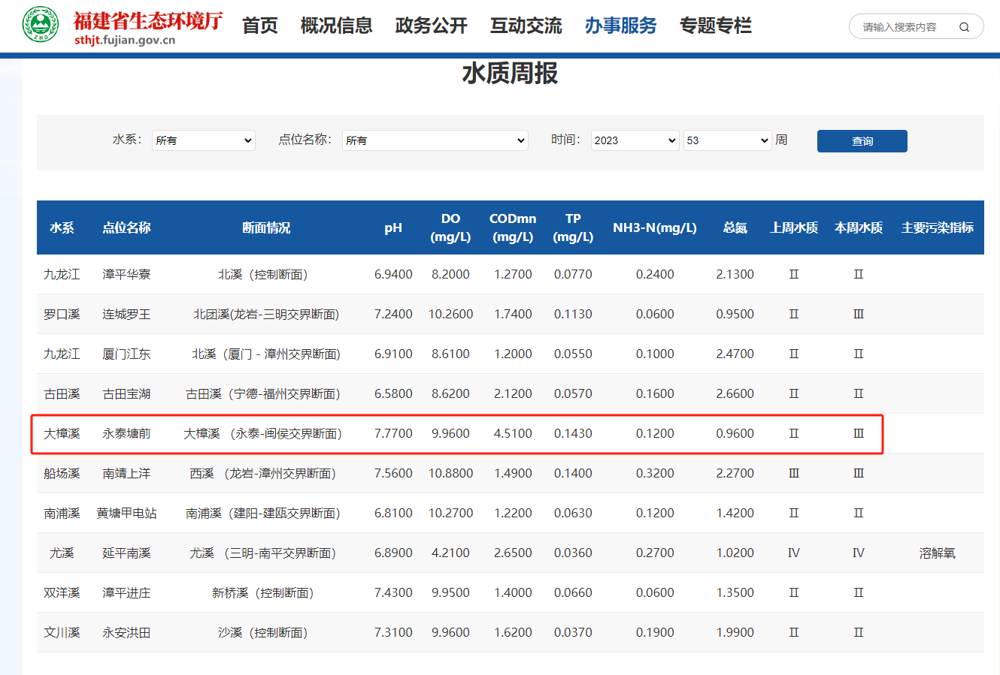 福建省生态环境厅
sthjt.fujian.gov.cn
首页 概况信息 政务公开 互动交流 办事服务 专题专栏
请输入搜索内容
水质周报
水系： 所有 点位名称： 所有 时间： 2023 53 周 查询
水系 点位名称 断面情况 pH DO (mg/L) CODmn (mg/L) TP (mg/L) NH3-N(mg/L) 总氮 上周水质 本周水质 主要污染指标
九龙江 漳平华寮 北溪（控制断面） 6.9400 8.2000 1.2700 0.0770 0.2400 2.1300 Ⅱ Ⅱ
罗口溪 连城罗王 北团溪(龙岩-三明交界断面) 7.2400 10.2600 1.7400 0.1130 0.0600 0.9500 Ⅱ Ⅲ
九龙江 厦门江东 北溪（厦门 - 漳州交界断面) 6.9100 8.6100 1.2000 0.0550 0.1000 2.4700 Ⅱ Ⅱ
古田溪 古田宝湖 古田溪（宁德-福州交界断面） 6.5800 8.6200 2.1200 0.0570 0.1600 2.6600 Ⅱ Ⅱ
大樟溪 永泰塘前 大樟溪 （永泰-闽侯交界断面） 7.7700 9.9600 4.5100 0.1430 0.1200 0.9600 Ⅱ Ⅲ
船场溪 南靖上洋 西溪 （龙岩-漳州交界断面） 7.5600 10.8800 1.4900 0.1400 0.3200 2.2700 Ⅲ Ⅲ
南浦溪 黄塘甲电站 南浦溪（建阳-建瓯交界断面） 6.8100 10.2700 1.2200 0.0630 0.1200 1.4200 Ⅱ Ⅱ
尤溪 延平南溪 尤溪 （三明-南平交界断面） 6.8900 4.2100 2.6500 0.0360 0.2700 1.0200 Ⅳ Ⅳ 溶解氧
双洋溪 漳平进庄 新桥溪（控制断面） 7.4300 9.9500 1.4000 0.0660 0.0600 1.3500 Ⅱ Ⅱ
文川溪 永安洪田 沙溪（控制断面） 7.3100 9.9600 1.6200 0.0370 0.1900 1.9900 Ⅱ Ⅱ